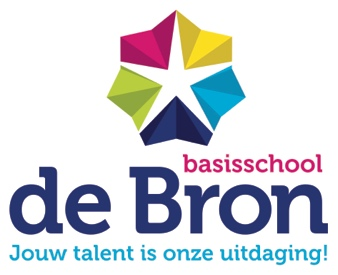 basisschool
de Bron
Jouw talent is onze uitdaging!